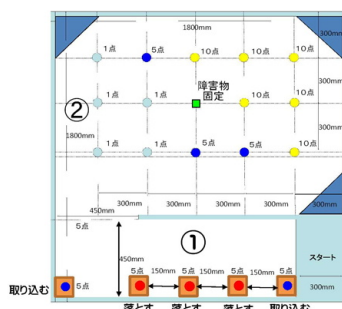 1800mm
300mm
1点 5点 10点 10点 10点
300mm
障害物
固定
1点 1点 10点 10点
②
300mm
1800mm
1点 1点 5点 5点 10点
300mm 300mm 300mm 300mm 300mm
450mm
5点
①
450mm
スタート
5点 5点 150mm 5点 150mm 5点 150mm 5点
300mm
取り込む
落とす 落とす 落とす 取り込む